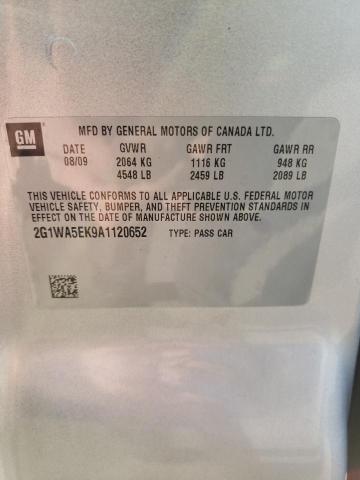 GM
MFD BY GENERAL MOTORS OF CANADA LTD.
DATE GVWR GAWR FRT GAWR RR
08/09 2064 KG 1116 KG 948 KG
4548 LB 2459 LB 2089 LB
THIS VEHICLE CONFORMS TO ALL APPLICABLE U.S. FEDERAL MOTOR
VEHICLE SAFETY, BUMPER, AND THEFT PREVENTION STANDARDS IN
EFFECT ON THE DATE OF MANUFACTURE SHOWN ABOVE.
2G1WA5EK9A1120652 TYPE: PASS CAR